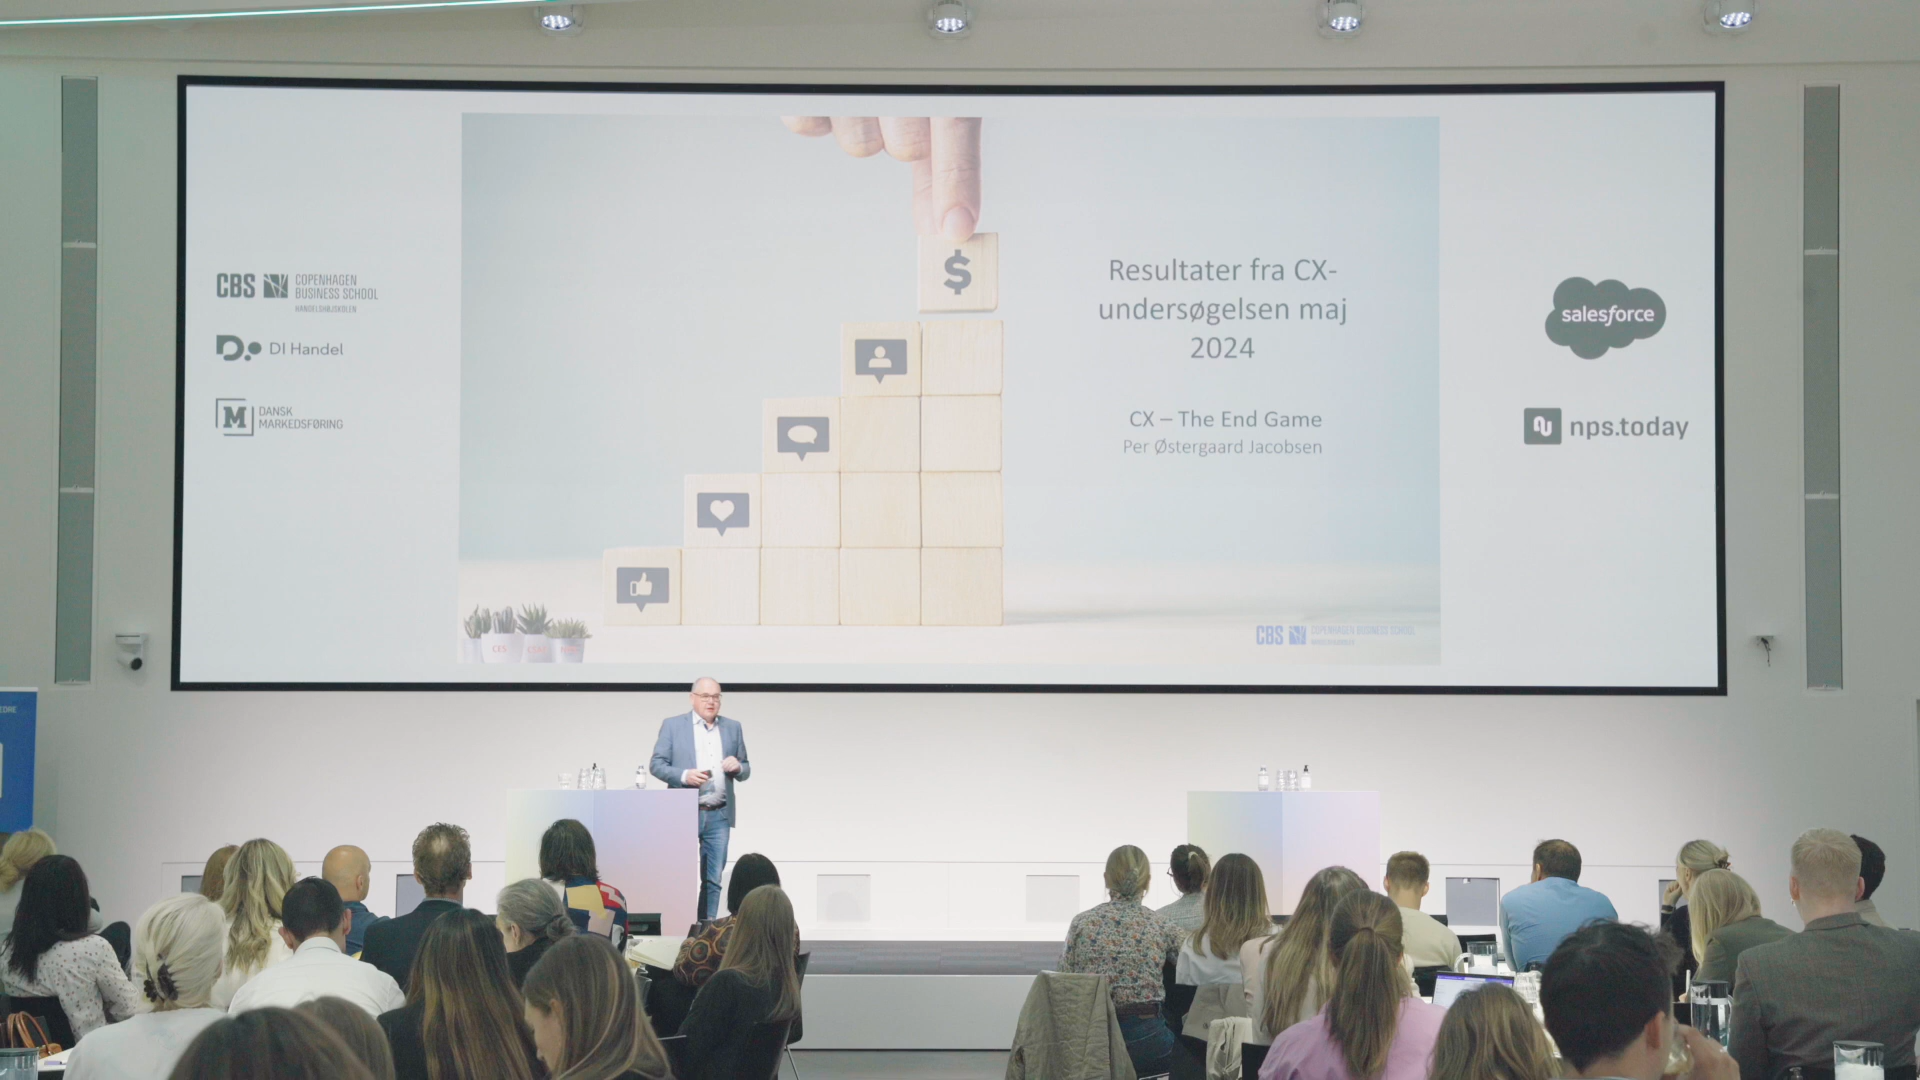 CBS COPENHAGEN
BUSINESS SCHOOL
HANDELSHØJSKOLEN
DI Handel
M DANSK
MARKEDSFØRING
$
Resultater fra CX-
undersøgelsen maj
2024
CX – The End Game
Per Østergaard Jacobsen
CBS COPENHAGEN BUSINESS SCHOOL
HANDELSHØJSKOLEN
salesforce
nps.today